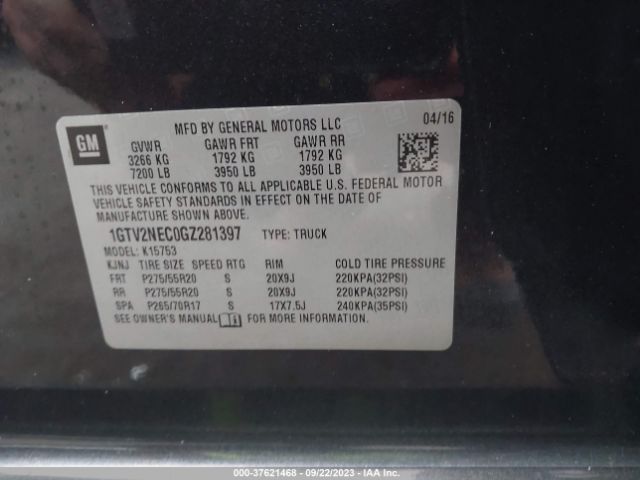 GM
MFD BY GENERAL MOTORS LLC 04/16
GVWR GAWR FRT GAWR RR
3266 KG 1792 KG 1792 KG
7200 LB 3950 LB 3950 LB
THIS VEHICLE CONFORMS TO ALL APPLICABLE U.S. FEDERAL MOTOR
VEHICLE SAFETY STANDARDS IN EFFECT ON THE DATE OF
MANUFACTURE SHOWN ABOVE.
1GTV2NEC0GZ281397 TYPE: TRUCK
MODEL: K15753
KJNJ TIRE SIZE SPEED RTG RIM COLD TIRE PRESSURE
FRT P275/55R20 S 20X9J 220KPA(32PSI)
RR P275/55R20 S 20X9J 220KPA(32PSI)
SPA P265/70R17 S 17X7.5J 240KPA(35PSI)
SEE OWNER'S MANUAL FOR MORE INFORMATION.
000-37621468 - 09/22/2023 - IAA Inc.